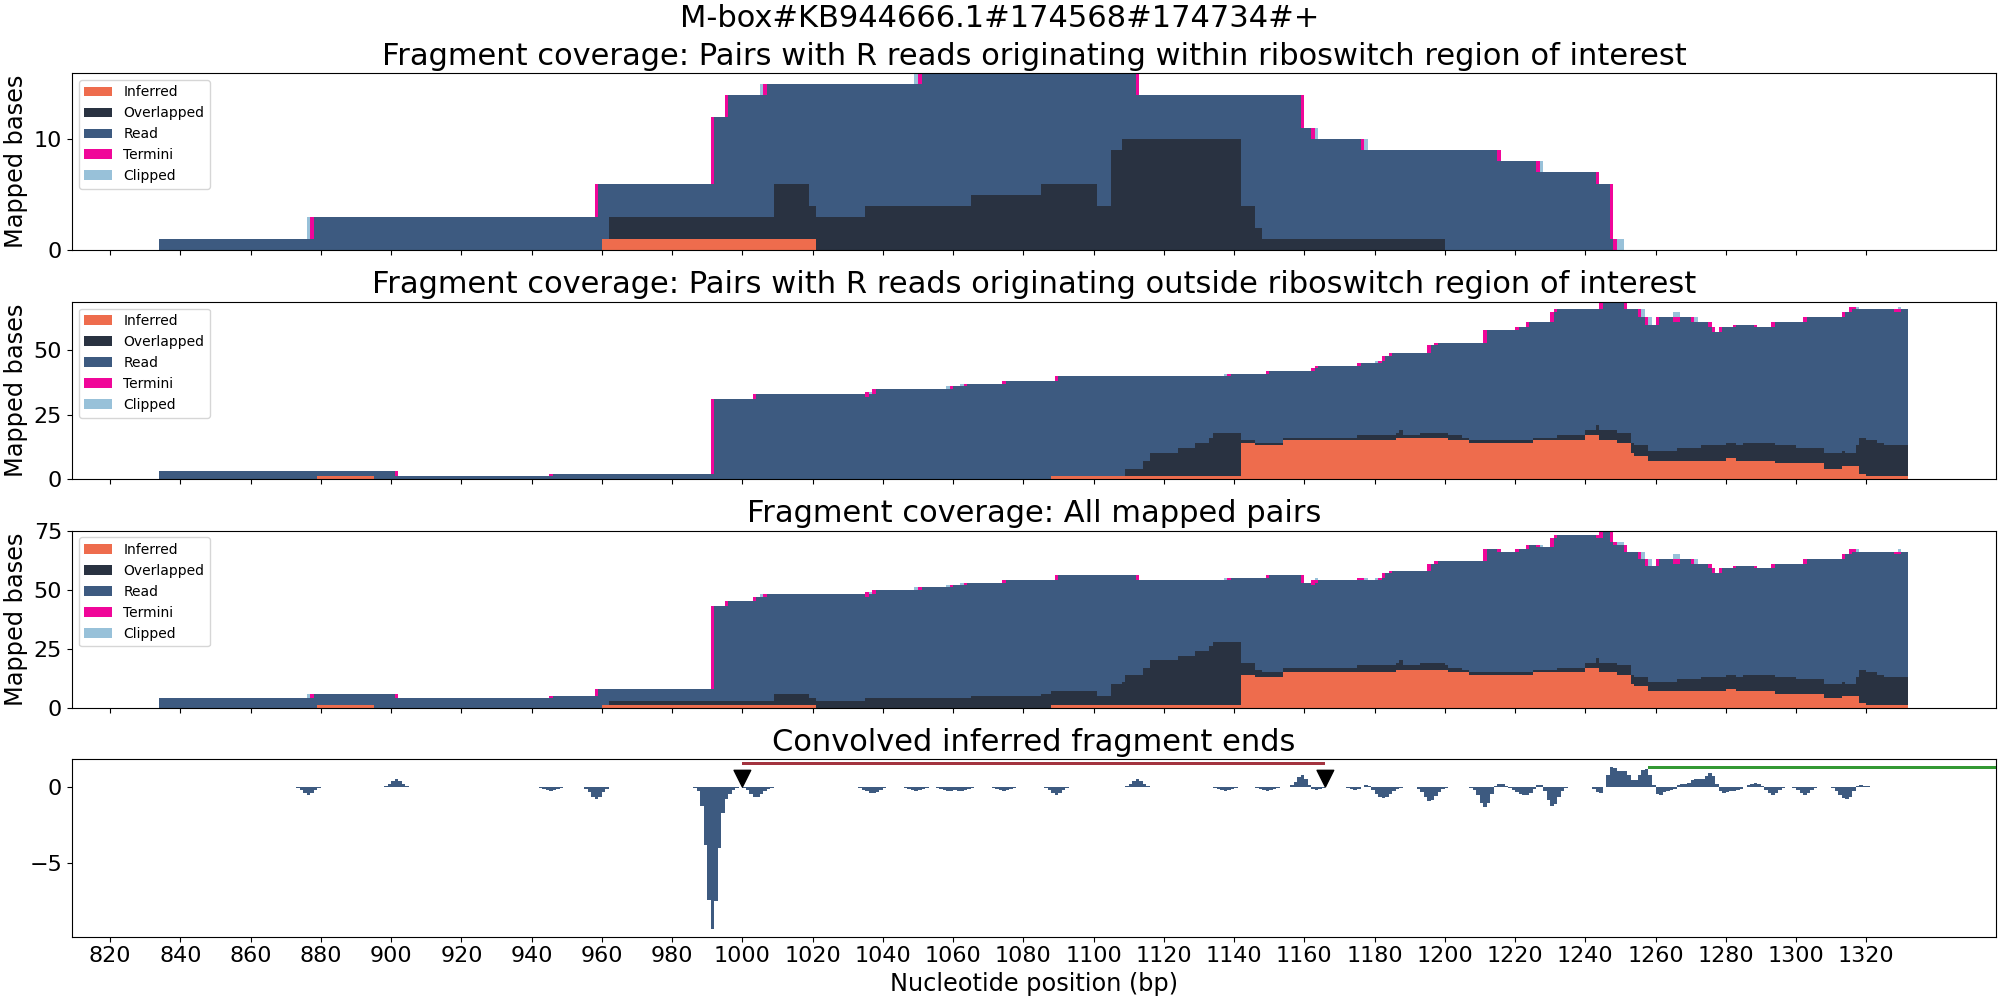 M-box#KB944666.1#174568#174734#+
Fragment coverage: Pairs with R reads originating within riboswitch region of interest
Mapped bases
10
0
Inferred
Overlapped
Read
Termini
Clipped
Fragment coverage: Pairs with R reads originating outside riboswitch region of interest
Mapped bases
50
25
0
Inferred
Overlapped
Read
Termini
Clipped
Fragment coverage: All mapped pairs
Mapped bases
75
50
25
0
Inferred
Overlapped
Read
Termini
Clipped
Convolved inferred fragment ends
0
−5
820 840 860 880 900 920 940 960 980 1000 1020 1040 1060 1080 1100 1120 1140 1160 1180 1200 1220 1240 1260 1280 1300 1320
Nucleotide position (bp)